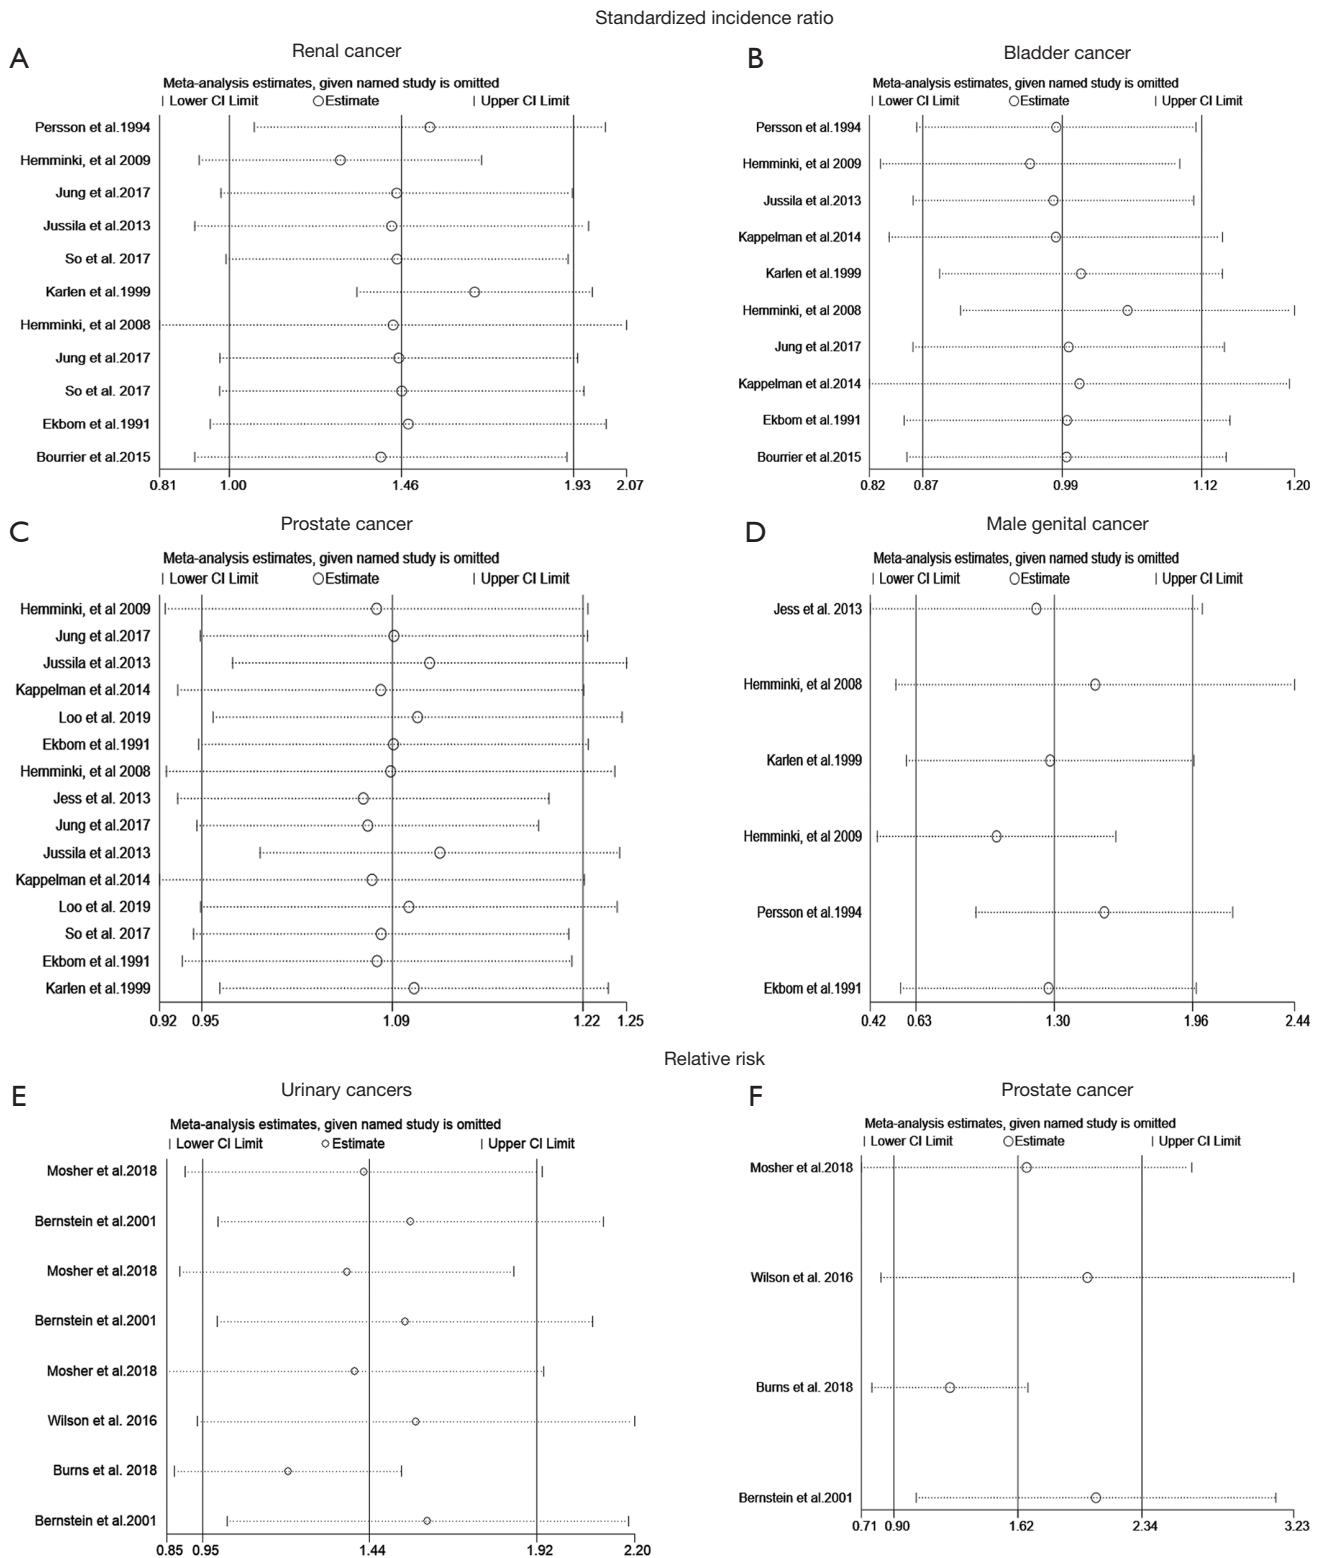 Standardized incidence ratio
A
Renal cancer
Meta-analysis estimates, given named study is omitted
| Lower CI Limit ○Estimate | Upper CI Limit
Persson et al.1994
Hemminki, et al 2009
Jung et al.2017
Jussila et al.2013
So et al. 2017
Karlen et al.1999
Hemminki, et al 2008
Jung et al.2017
So et al. 2017
Ekbom et al.1991
Bourrier et al.2015
0.81 1.00 1.46 1.93 2.07
B
Bladder cancer
Meta-analysis estimates, given named study is omitted
| Lower CI Limit ○Estimate | Upper CI Limit
Persson et al.1994
Hemminki, et al 2009
Jussila et al.2013
Kappelman et al.2014
Karlen et al.1999
Hemminki, et al 2008
Jung et al.2017
Kappelman et al.2014
Ekbom et al.1991
Bourrier et al.2015
0.82 0.87 0.99 1.12 1.20
C
Prostate cancer
Meta-analysis estimates, given named study is omitted
| Lower CI Limit ○Estimate | Upper CI Limit
Hemminki, et al 2009
Jung et al.2017
Jussila et al.2013
Kappelman et al.2014
Loo et al. 2019
Ekbom et al.1991
Hemminki, et al 2008
Jess et al. 2013
Jung et al.2017
Jussila et al.2013
Kappelman et al.2014
Loo et al. 2019
So et al. 2017
Ekbom et al.1991
Karlen et al.1999
0.92 0.95 1.09 1.22 1.25
D
Male genital cancer
Meta-analysis estimates, given named study is omitted
| Lower CI Limit ○Estimate | Upper CI Limit
Jess et al. 2013
Hemminki, et al 2008
Karlen et al.1999
Hemminki, et al 2009
Persson et al.1994
Ekbom et al.1991
0.42 0.63 1.30 1.96 2.44
Relative risk
E
Urinary cancers
Meta-analysis estimates, given named study is omitted
| Lower CI Limit ○ Estimate | Upper CI Limit
Mosher et al.2018
Bernstein et al.2001
Mosher et al.2018
Bernstein et al.2001
Mosher et al.2018
Wilson et al. 2016
Burns et al. 2018
Bernstein et al.2001
0.85 0.95 1.44 1.92 2.20
F
Prostate cancer
Meta-analysis estimates, given named study is omitted
| Lower CI Limit ○Estimate | Upper CI Limit
Mosher et al.2018
Wilson et al. 2016
Burns et al. 2018
Bernstein et al.2001
0.71 0.90 1.62 2.34 3.23